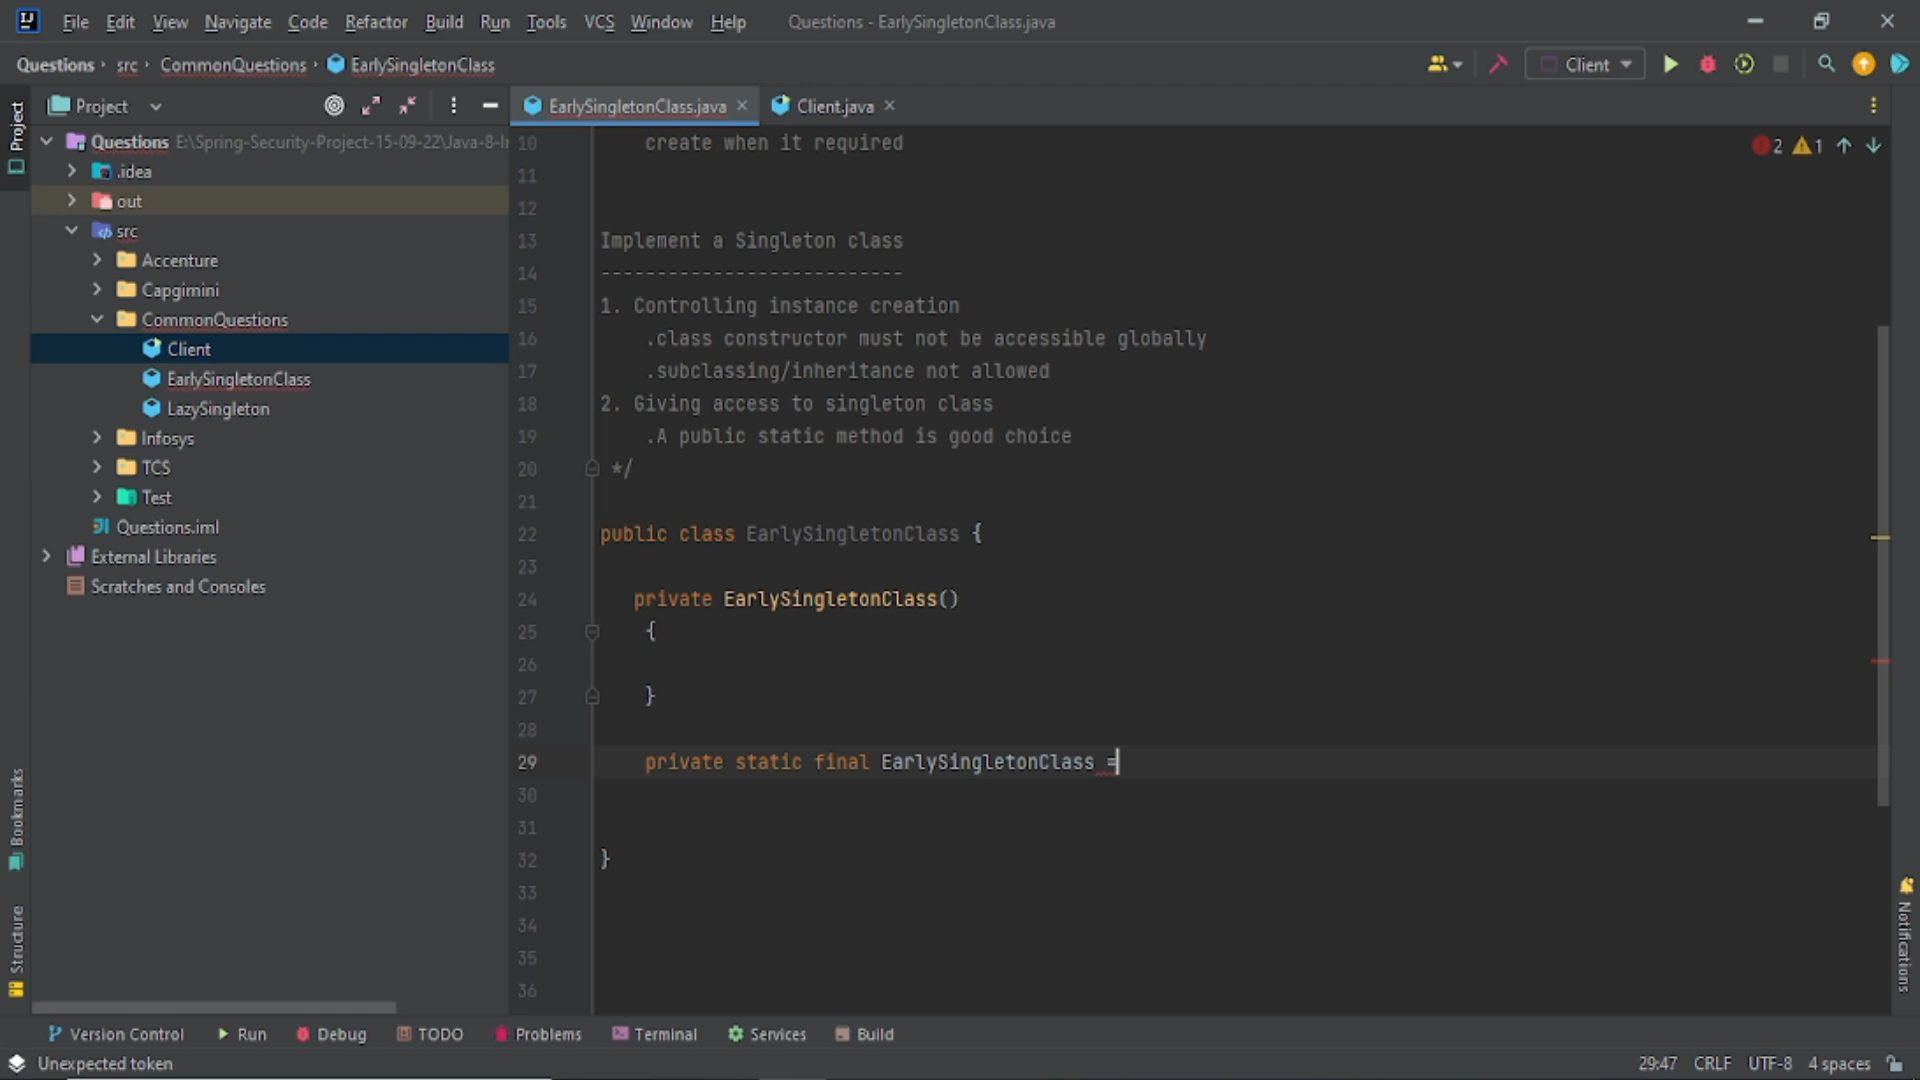 File Edit View Navigate Code Refactor Build Run Tools VCS Window Help Questions - EarlySingletonClass.java
Questions src CommonQuestions EarlySingletonClass Client
Project EarlySingletonClass.java Client.java
Project
Questions E:\Spring-Security-Project-15-09-22\Java-8-Ir
.idea
out
src
Accenture
Capgimini
CommonQuestions
Client
EarlySingletonClass
LazySingleton
Infosys
TCS
Test
Questions.iml
External Libraries
Scratches and Consoles
Bookmarks
Structure
10 create when it required
2 1
11
12
13 Implement a Singleton class
14 ---------------------------
15 1. Controlling instance creation
16 .class constructor must not be accessible globally
17 .subclassing/inheritance not allowed
18 2. Giving access to singleton class
19 .A public static method is good choice
20 */
21
22 public class EarlySingletonClass {
23
24 private EarlySingletonClass()
25 {
26
27 }
28
29 private static final EarlySingletonClass =
30
31
32 }
33
34
35
36
Notifications
Version Control Run Debug TODO Problems Terminal Services Build
Unexpected token 29:47 CRLF UTF-8 4 spaces